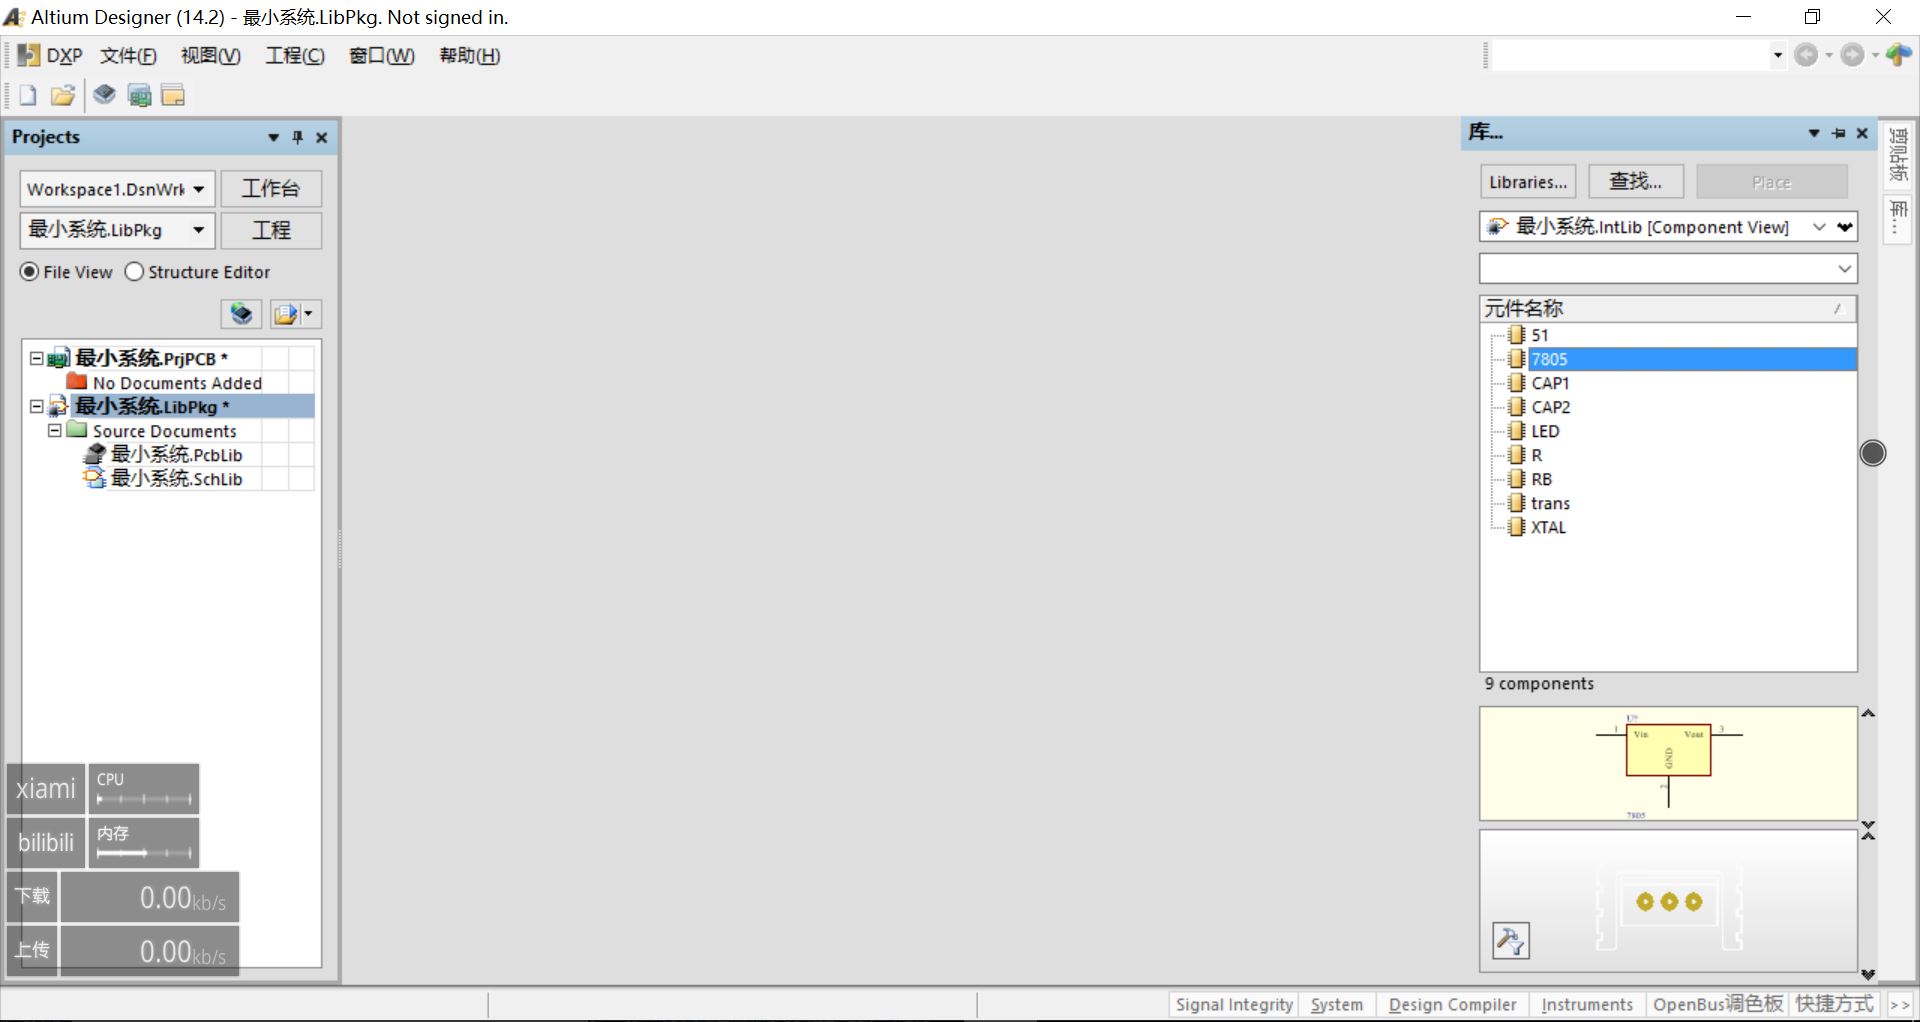 Altium Designer (14.2) - 最小系统.LibPkg. Not signed in.
DXP 文件(F) 视图(V) 工程(C) 窗口(W) 帮助(H)
Projects
Workspace1.DsnWrk 工作台
最小系统.LibPkg 工程
File View Structure Editor
最小系统.PrjPCB *
No Documents Added
最小系统.LibPkg *
Source Documents
最小系统.PcbLib
最小系统.SchLib
xiami CPU
bilibili 内存
下载 0.00kb/s
上传 0.00kb/s
库...
Libraries... 查找... Place
最小系统.IntLib [Component View]
元件名称
51
7805
CAP1
CAP2
LED
R
RB
trans
XTAL
9 components
U?
1 Vin Vout 3
GND
2
7805
剪贴板
库...
Signal Integrity System Design Compiler Instruments OpenBus调色板 快捷方式 >>